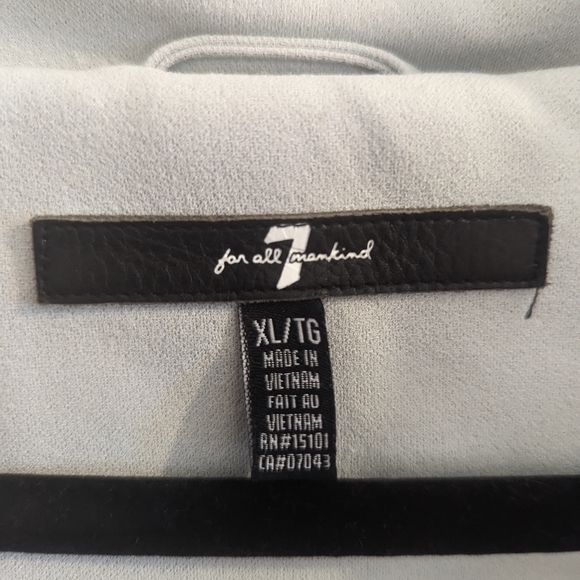 for all 7 mankind
XL/TG
MADE IN
VIETNAM
FAIT AU
VIETNAM
RN#15101
CA#07043